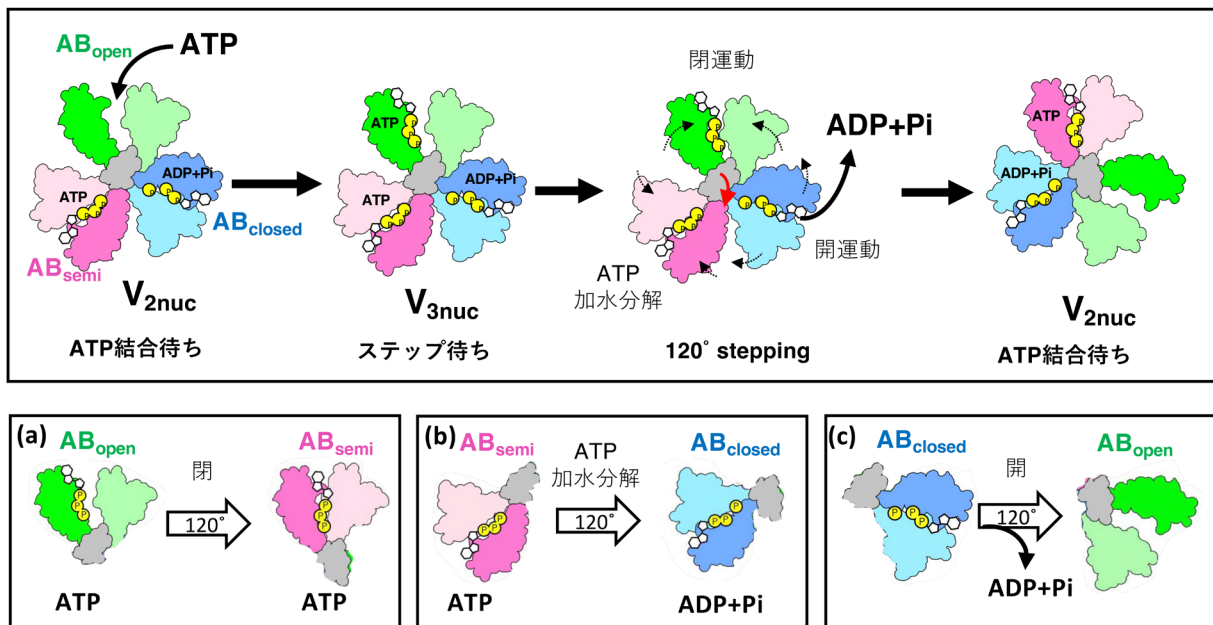 AB_open
ATP
ATP
ADP+Pi
AB_closed
AB_semi
V_2nuc
ATP結合待ち
ATP
ATP
ADP+Pi
V_3nuc
ステップ待ち
閉運動
ATP
ATP
ADP+Pi
開運動
ATP
加水分解
120° stepping
ATP
ADP+Pi
V_2nuc
ATP結合待ち
(a)
AB_open
閉
120°
AB_semi
P
P
P
P
P
P
ATP
ATP
(b)
AB_semi
ATP
加水分解
120°
AB_closed
P
P
P
P
P
P
ATP
ADP+Pi
(c)
AB_closed
開
120°
AB_open
P
P
P
ADP+Pi